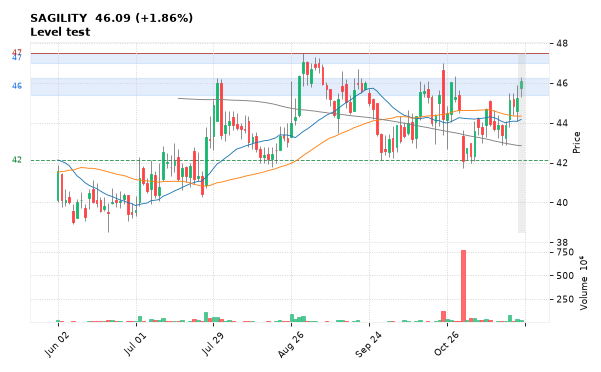 SAGILITY 46.09 (+1.86%)
Level test
47
47
46
42
48
46
44
42
40
38
Price
750
500
250
Volume 10⁶
Jun 02
Jul 01
Jul 29
Aug 26
Sep 24
Oct 26